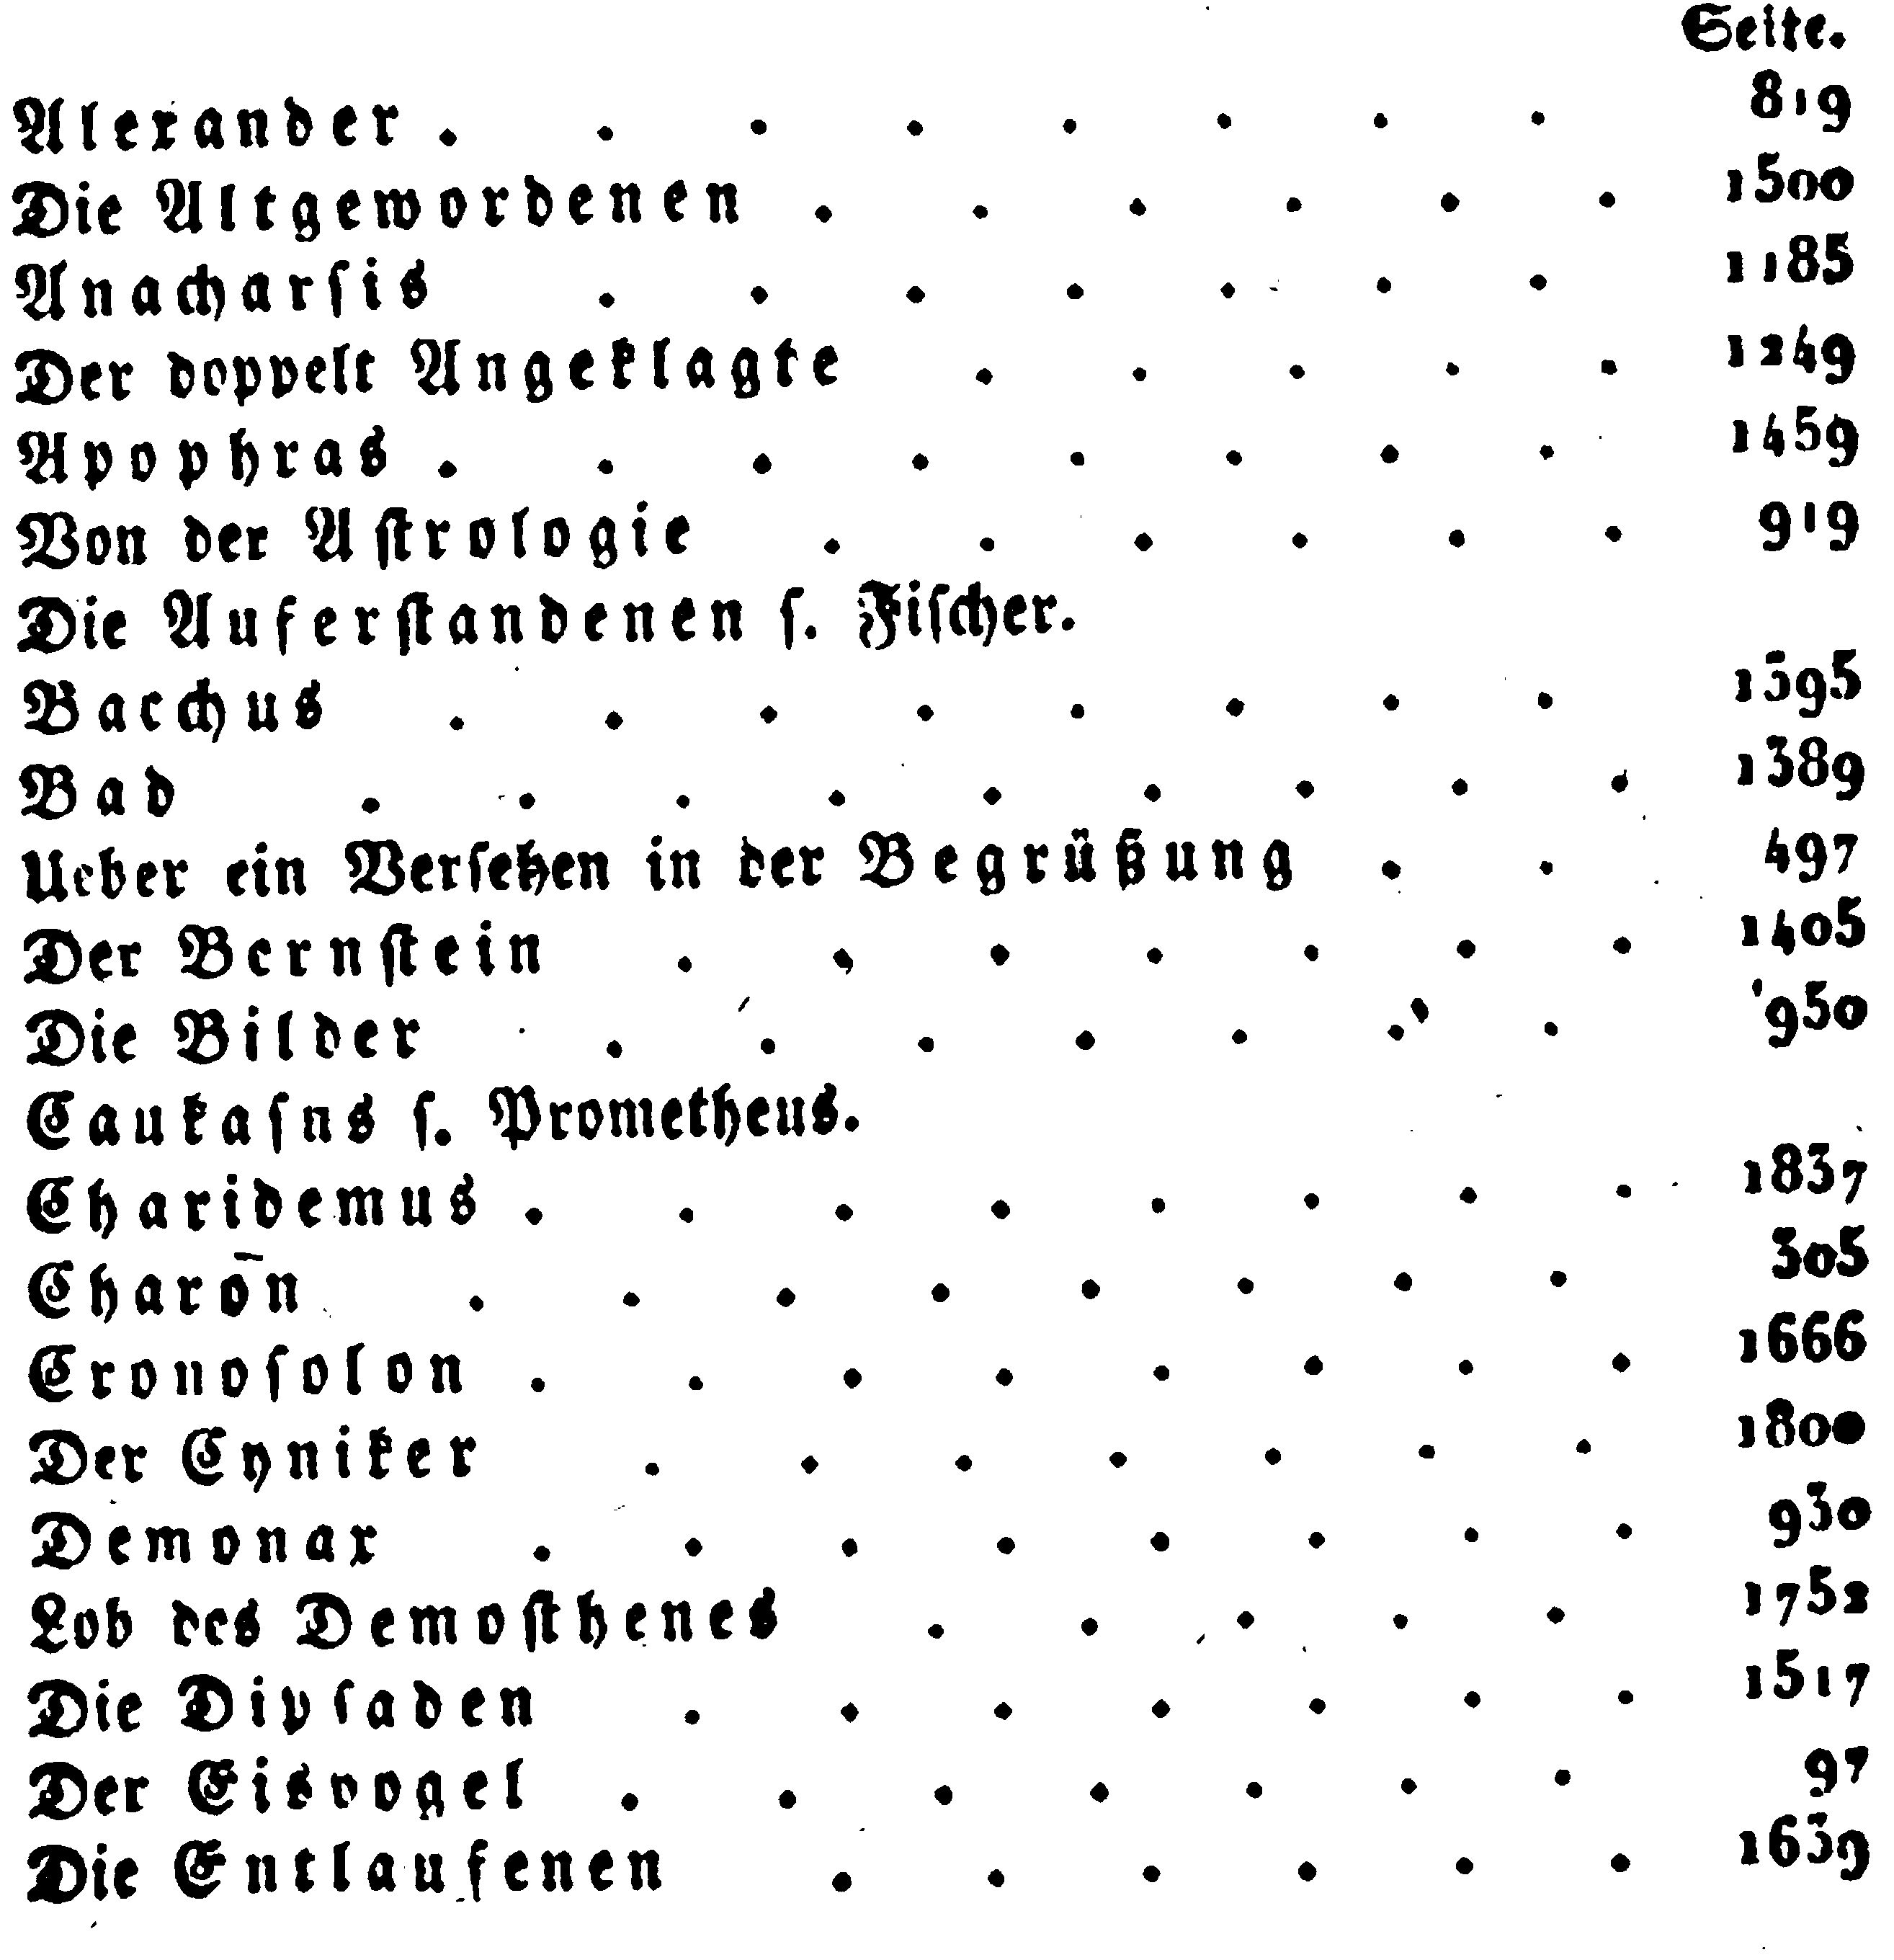 Seite.
Alexander . . . . . . . . 819
Die Altgewordenen . . . . . . 1500
Anacharſis . . . . . . . 1185
Der doppelt Angeklagte . . . . . 1249
Apophras . . . . . . . . 1459
Von der Aſtrologie . . . . . . 919
Die Auferſtandenen ſ. Fiſcher.
Bacchus . . . . . . . . 1595
Bad . . . . . . . . . 1389
Ueber ein Verſehen in der Begrüßung . . 497
Der Bernſtein . . . . . . . 1405
Die Bilder . . . . . . . . 950
Caukaſns ſ. Prometheus.
Charidemus . . . . . . . . 1837
Charon . . . . . . . . 305
Cronoſolon . . . . . . . . 1666
Der Cyniker . . . . . . . 1800
Demonax . . . . . . . . 930
Lob des Demoſthenes . . . . . 1752
Die Dipſaden . . . . . . . 1517
Der Eisvogel . . . . . . . 97
Die Entlaufenen . . . . . . 1639